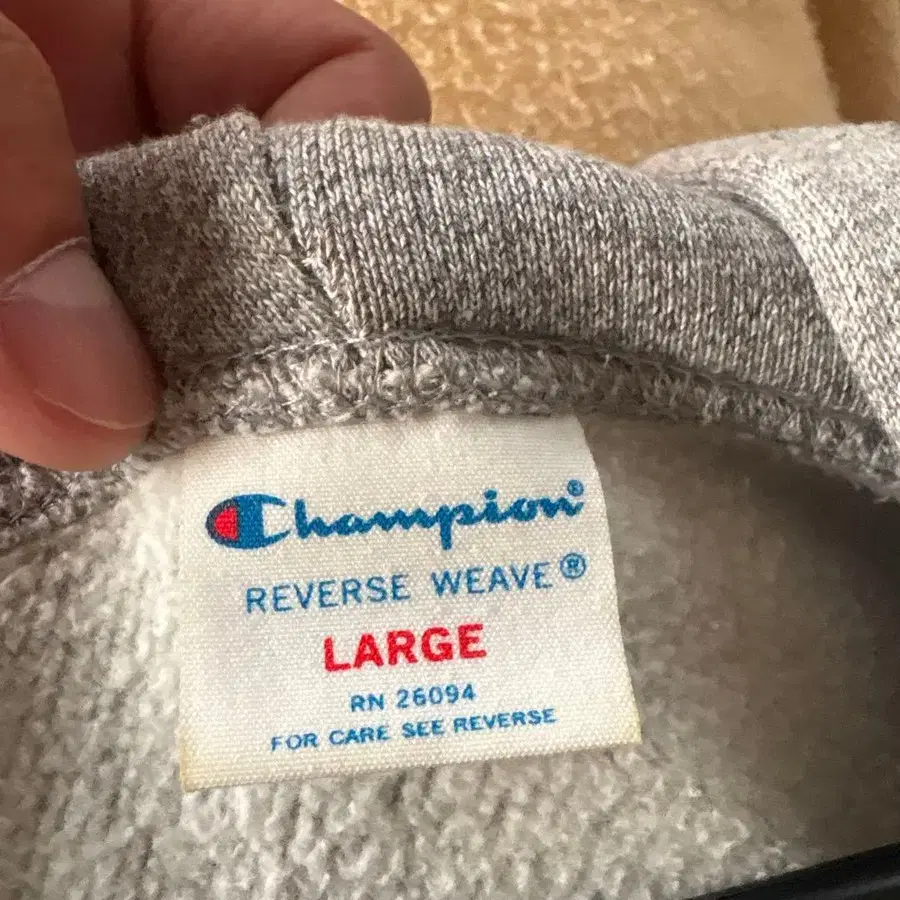 Champion®
REVERSE WEAVE®
LARGE
RN 26094
FOR CARE SEE REVERSE